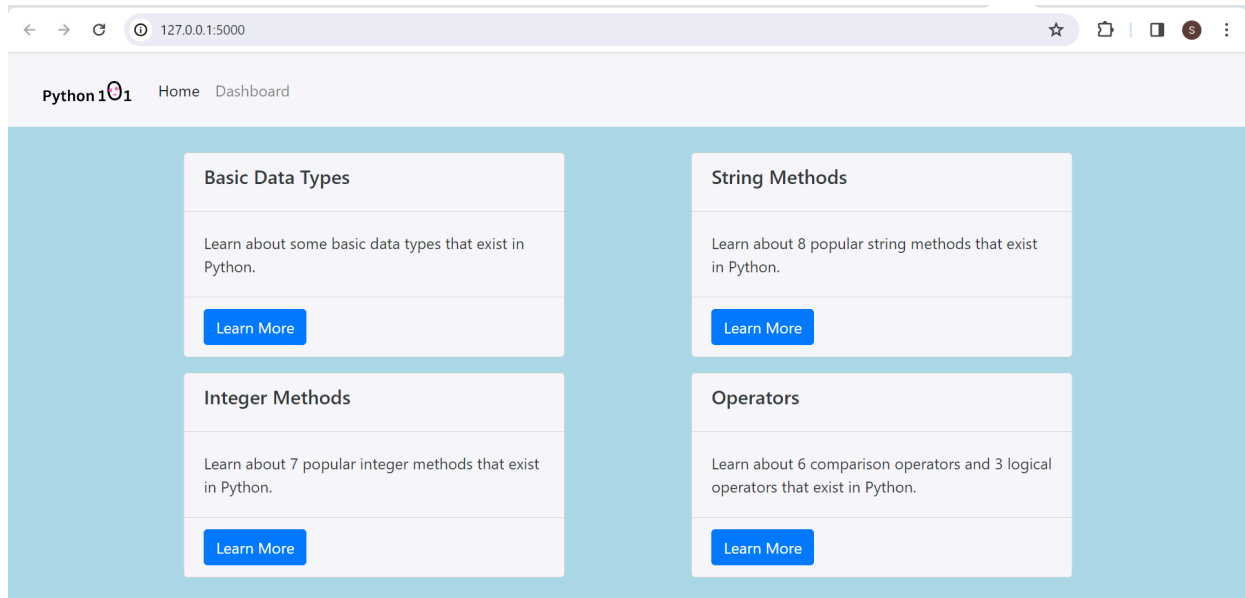 127.0.0.1:5000
S
Python 101
Home
Dashboard
Basic Data Types
Learn about some basic data types that exist in
Python.
Learn More
String Methods
Learn about 8 popular string methods that exist
in Python.
Learn More
Integer Methods
Learn about 7 popular integer methods that exist
in Python.
Learn More
Operators
Learn about 6 comparison operators and 3 logical
operators that exist in Python.
Learn More